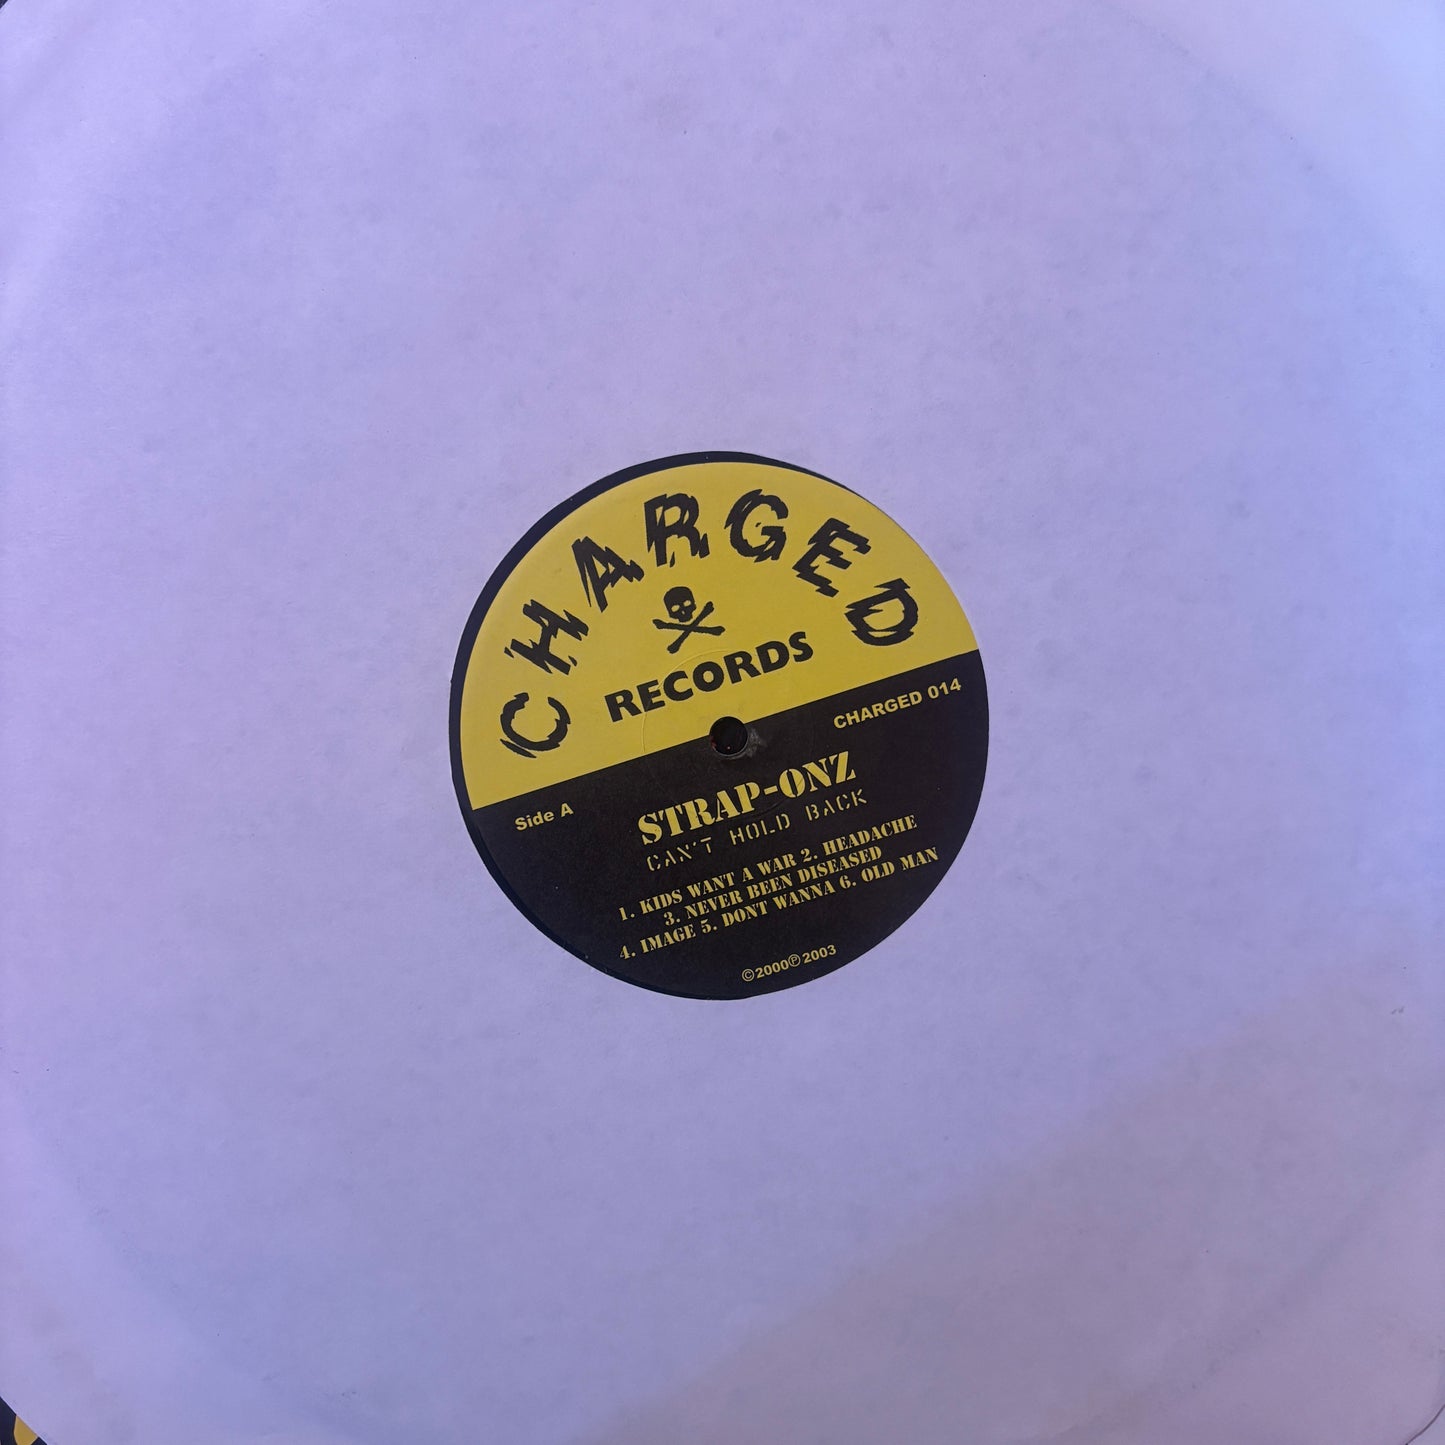 CHARGED
RECORDS
CHARGED 014
Side A
STRAP-ONZ
CAN'T HOLD BACK
1. KIDS WANT A WAR 2. HEADACHE
3. NEVER BEEN DISEASED
4. IMAGE 5. DONT WANNA 6. OLD MAN
©2000℗2003